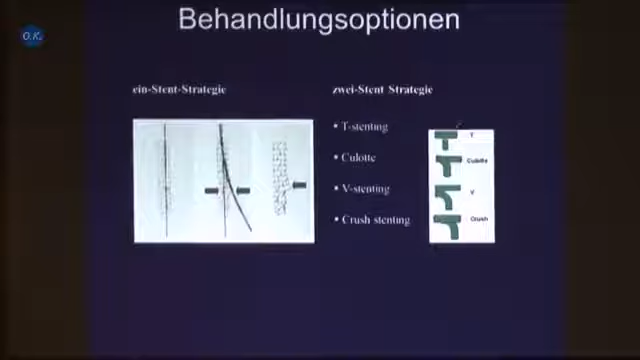 Behandlungsoptionen
O.K.
ein-Stent-Strategie
zwei-Stent Strategie
• T-stenting
• Culotte
• V-stenting
• Crush stenting
T
Culotte
V
Crush